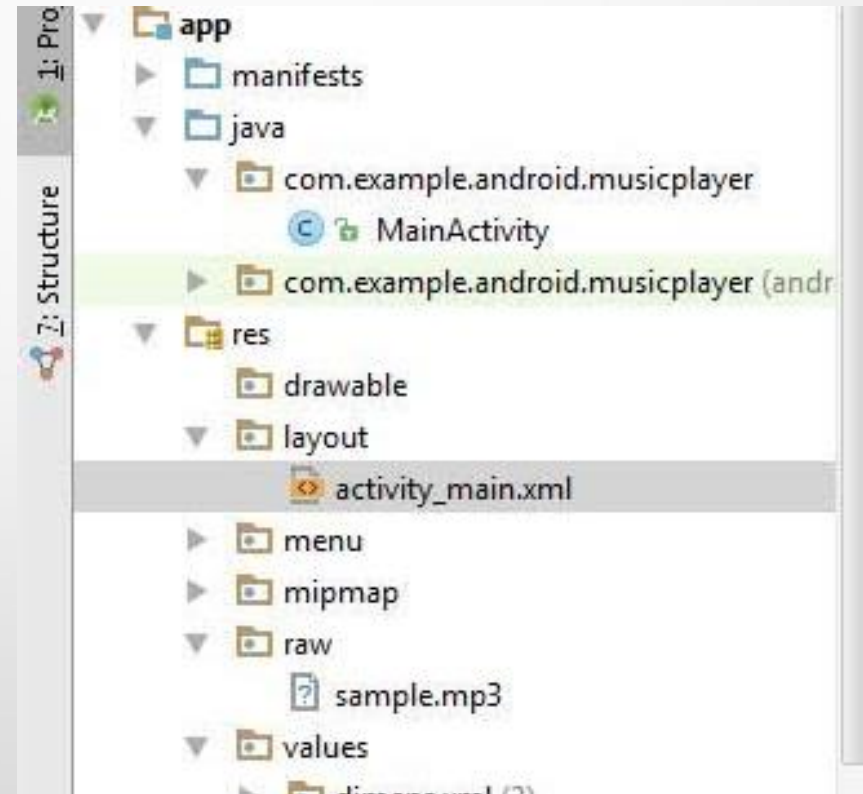 1: Pro
7: Structure
app
manifests
java
com.example.android.musicplayer
MainActivity
com.example.android.musicplayer (andr
res
drawable
layout
activity_main.xml
menu
mipmap
raw
sample.mp3
values